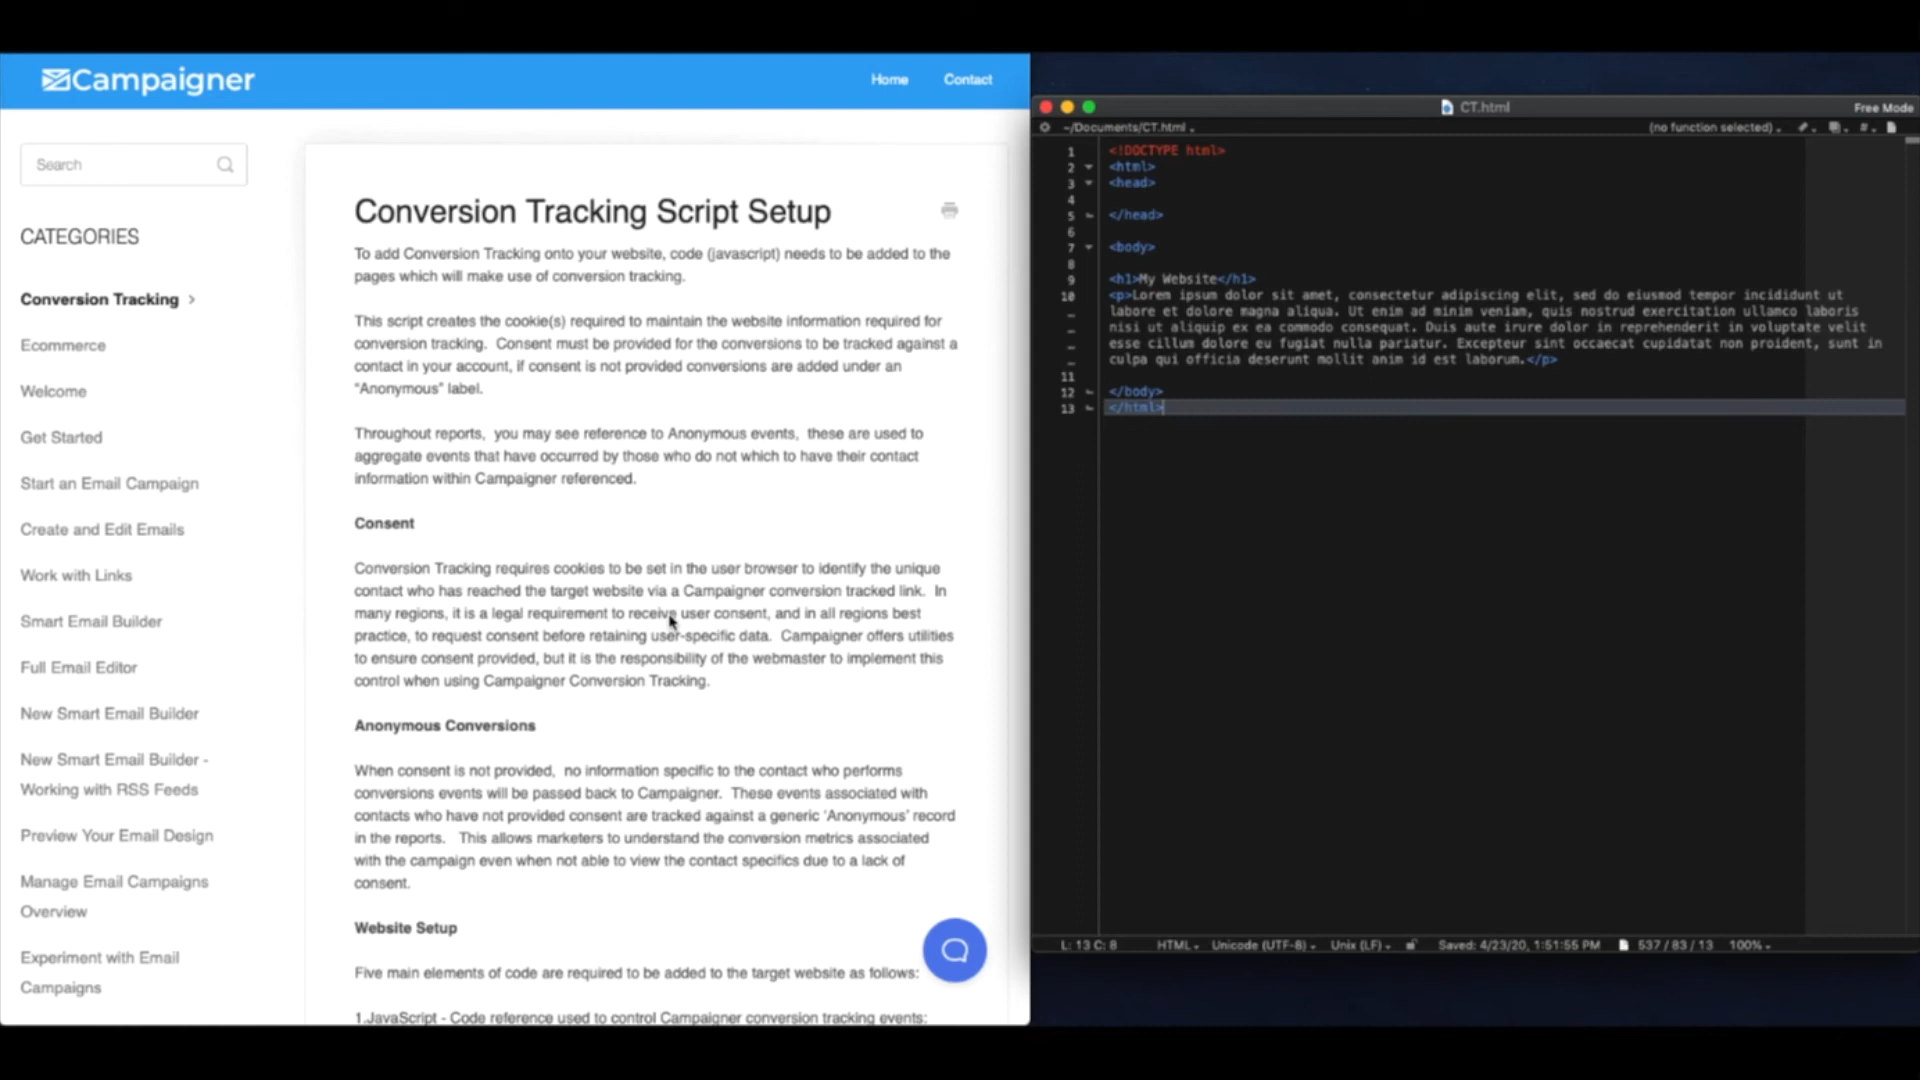 Campaigner
Home
Contact
Search
CATEGORIES
Conversion Tracking >
Ecommerce
Welcome
Get Started
Start an Email Campaign
Create and Edit Emails
Work with Links
Smart Email Builder
Full Email Editor
New Smart Email Builder
New Smart Email Builder -
Working with RSS Feeds
Preview Your Email Design
Manage Email Campaigns
Overview
Experiment with Email
Campaigns
Conversion Tracking Script Setup
To add Conversion Tracking onto your website, code (javascript) needs to be added to the
pages which will make use of conversion tracking.
This script creates the cookie(s) required to maintain the website information required for
conversion tracking.  Consent must be provided for the conversions to be tracked against a
contact in your account, if consent is not provided conversions are added under an
"Anonymous" label.
Throughout reports,  you may see reference to Anonymous events,  these are used to
aggregate events that have occurred by those who do not which to have their contact
information within Campaigner referenced.
Consent
Conversion Tracking requires cookies to be set in the user browser to identify the unique
contact who has reached the target website via a Campaigner conversion tracked link.  In
many regions, it is a legal requirement to receive user consent, and in all regions best
practice, to request consent before retaining user-specific data.  Campaigner offers utilities
to ensure consent provided, but it is the responsibility of the webmaster to implement this
control when using Campaigner Conversion Tracking.
Anonymous Conversions
When consent is not provided,  no information specific to the contact who performs
conversions events will be passed back to Campaigner.  These events associated with
contacts who have not provided consent are tracked against a generic 'Anonymous' record
in the reports.   This allows marketers to understand the conversion metrics associated
with the campaign even when not able to view the contact specifics due to a lack of
consent.
Website Setup
Five main elements of code are required to be added to the target website as follows:
1.JavaScript - Code reference used to control Campaigner conversion tracking events:
CT.html
Free Mode
~/Documents/CT.html
(no function selected)
1 <!DOCTYPE html>
2 <html>
3 <head>
4
5 </head>
6
7 <body>
8
9 <h1>My Website</h1>
10 <p>Lorem ipsum dolor sit amet, consectetur adipiscing elit, sed do eiusmod tempor incididunt ut
labore et dolore magna aliqua. Ut enim ad minim veniam, quis nostrud exercitation ullamco laboris
nisi ut aliquip ex ea commodo consequat. Duis aute irure dolor in reprehenderit in voluptate velit
esse cillum dolore eu fugiat nulla pariatur. Excepteur sint occaecat cupidatat non proident, sunt in
culpa qui officia deserunt mollit anim id est laborum.</p>
11
12 </body>
13 </html>
L: 13 C: 8 HTML Unicode (UTF-8) Unix (LF) Saved: 4/23/20, 1:51:55 PM 537 / 83 / 13 100%